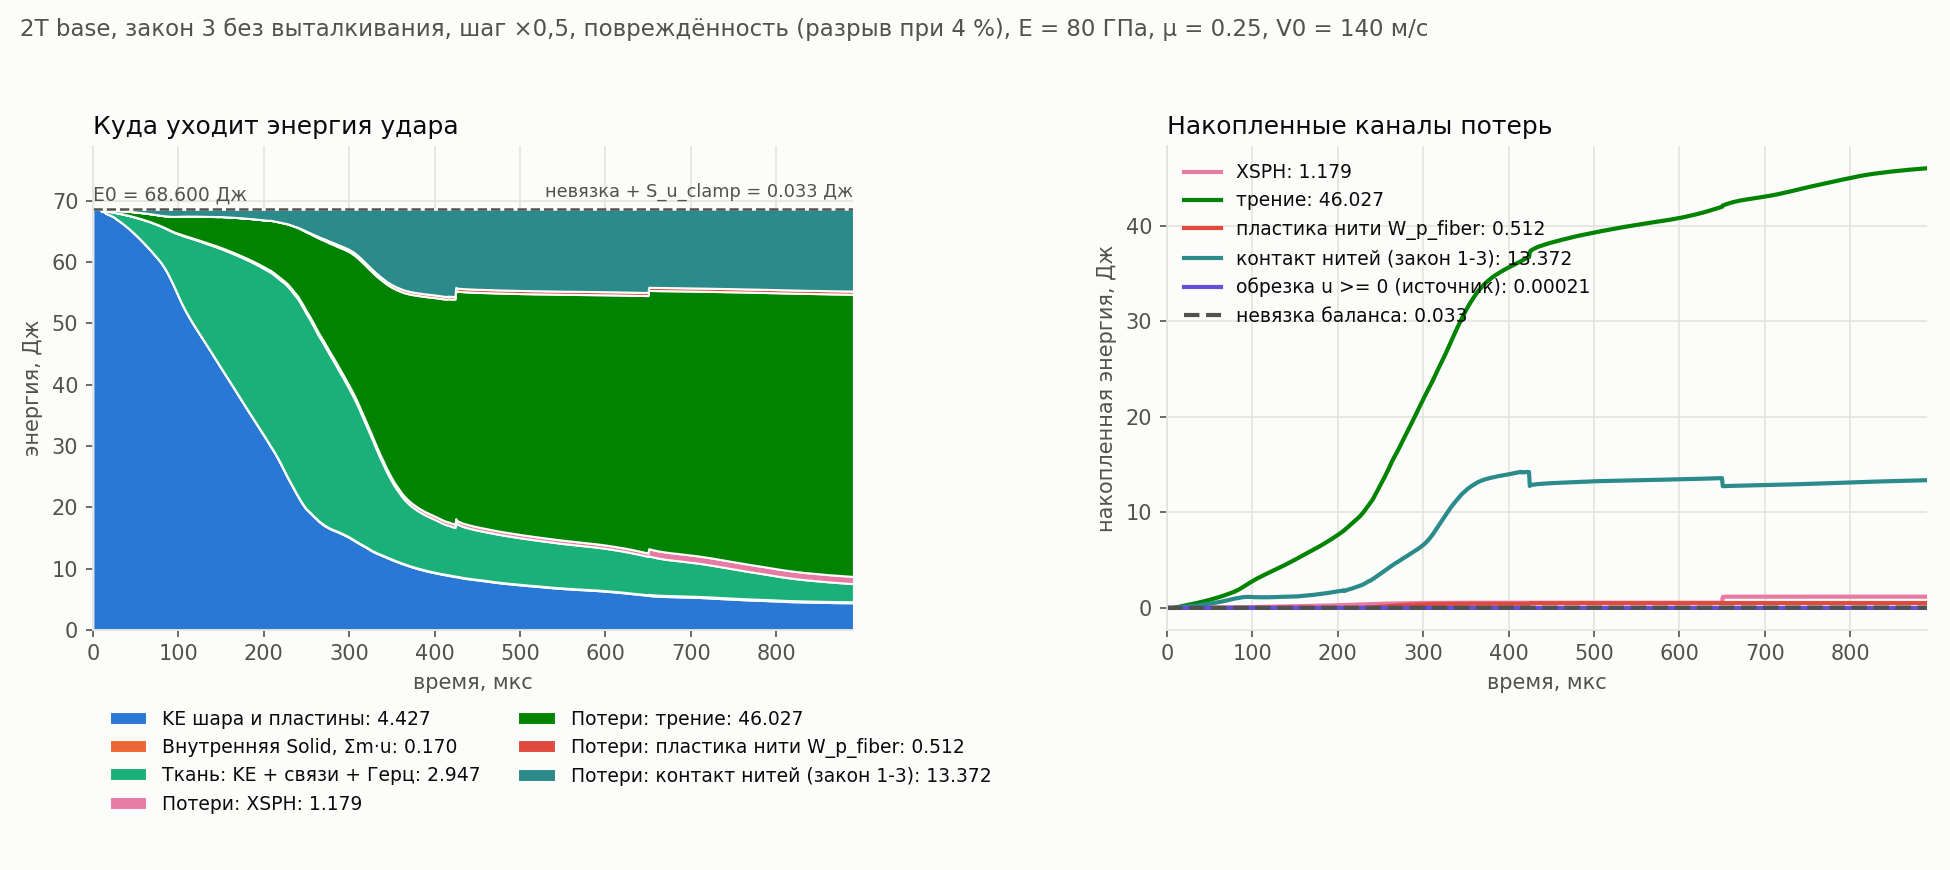 2T base, закон 3 без выталкивания, шаг ×0,5, повреждённость (разрыв при 4 %), E = 80 ГПа, μ = 0.25, V0 = 140 м/с
Куда уходит энергия удара
E0 = 68.600 Дж
невязка + S_u_clamp = 0.033 Дж
энергия, Дж
70
60
50
40
30
20
10
0
0 100 200 300 400 500 600 700 800
время, мкс
KE шара и пластины: 4.427
Внутренняя Solid, Σm·u: 0.170
Ткань: KE + связи + Герц: 2.947
Потери: XSPH: 1.179
Потери: трение: 46.027
Потери: пластика нити W_p_fiber: 0.512
Потери: контакт нитей (закон 1-3): 13.372
Накопленные каналы потерь
XSPH: 1.179
трение: 46.027
пластика нити W_p_fiber: 0.512
контакт нитей (закон 1-3): 13.372
обрезка u >= 0 (источник): 0.00021
невязка баланса: 0.033
накопленная энергия, Дж
40
30
20
10
0
0 100 200 300 400 500 600 700 800
время, мкс